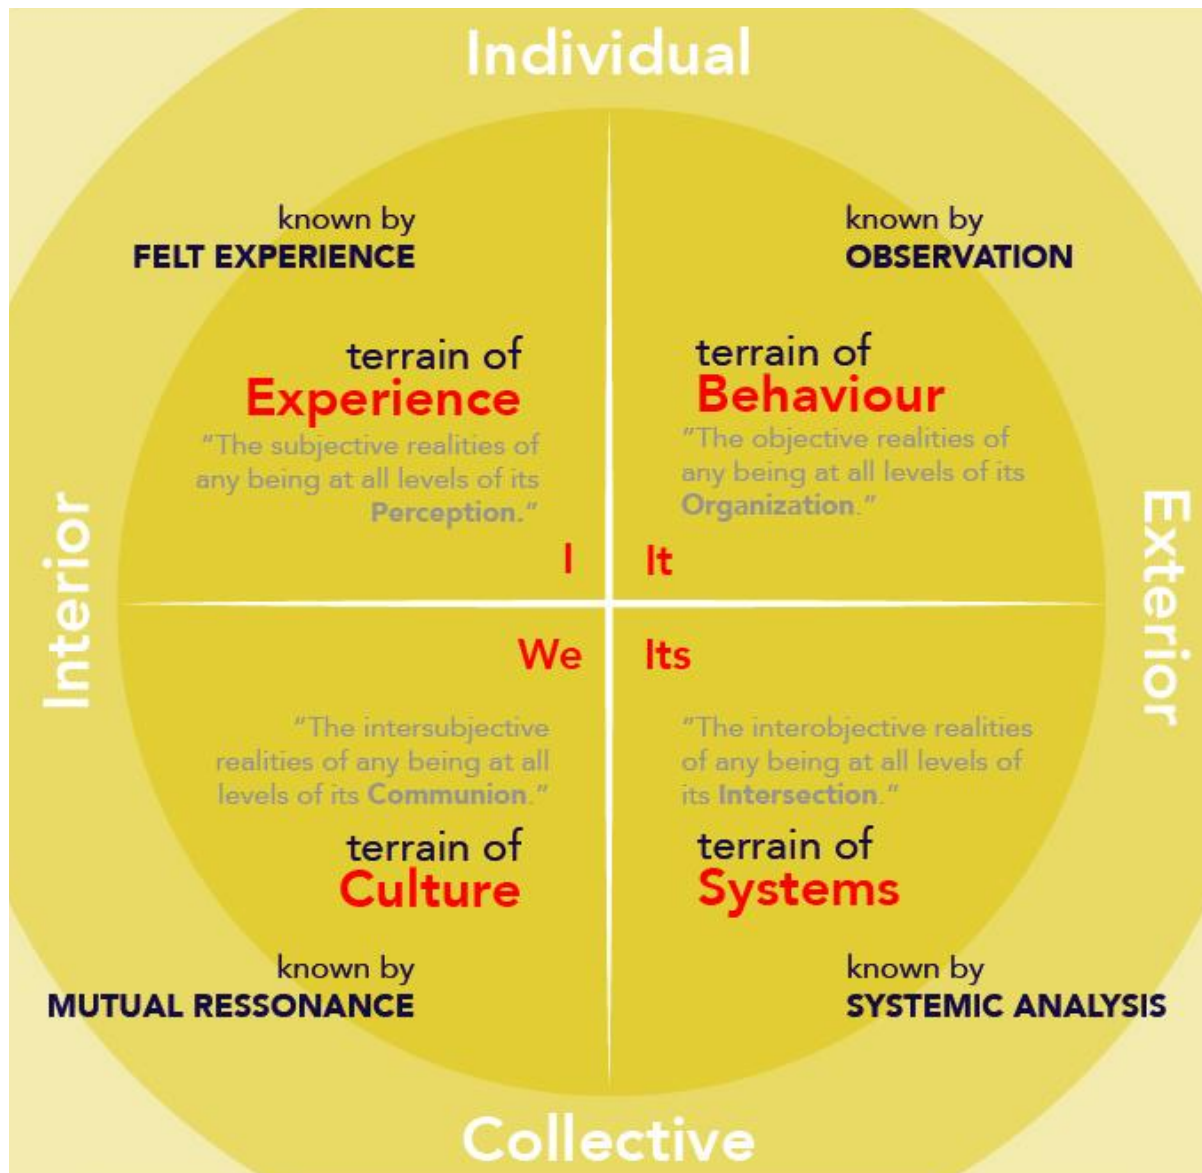 Individual
known by
FELT EXPERIENCE
known by
OBSERVATION
terrain of
Experience
"The subjective realities of
any being at all levels of its
Perception."
I
terrain of
Behaviour
"The objective realities of
any being at all levels of its
Organization."
It
Interior
Exterior
We
"The intersubjective
realities of any being at all
levels of its Communion."
terrain of
Culture
Its
"The interobjective realities
of any being at all levels of
its Intersection."
terrain of
Systems
known by
MUTUAL RESSONANCE
known by
SYSTEMIC ANALYSIS
Collective